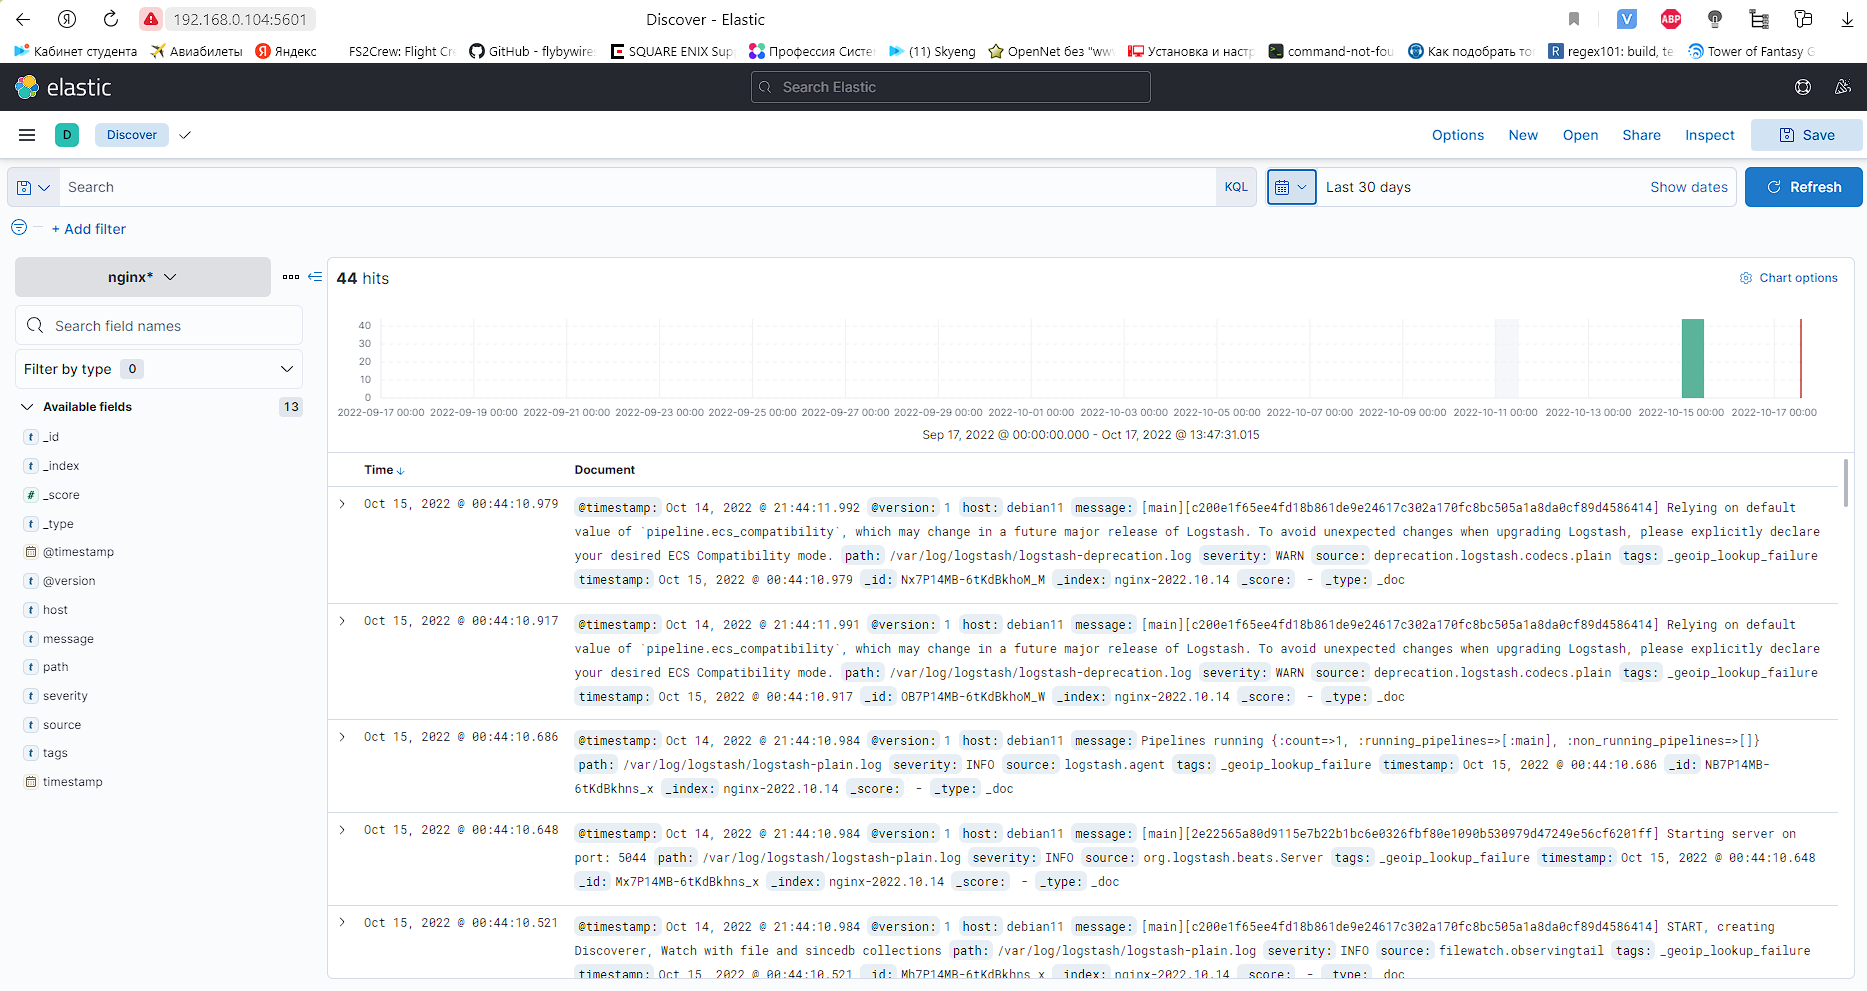 192.168.0.104:5601
Discover - Elastic
Кабинет студента Авиабилеты Яндекс FS2Crew: Flight Cre GitHub - flybywire SQUARE ENIX Sup Профессия Систе (11) Skyeng OpenNet без "ww Установка и настр command-not-fou Как подобрать то regex101: build, te Tower of Fantasy G
elastic
Search Elastic
D Discover Options New Open Share Inspect Save
Search KQL Last 30 days Show dates Refresh
+ Add filter
nginx*
Search field names
Filter by type 0
Available fields 13
t _id
t _index
# _score
t _type
@timestamp
t @version
t host
t message
t path
t severity
t source
t tags
timestamp
44 hits
Chart options
40
30
20
10
0
2022-09-17 00:00 2022-09-19 00:00 2022-09-21 00:00 2022-09-23 00:00 2022-09-25 00:00 2022-09-27 00:00 2022-09-29 00:00 2022-10-01 00:00 2022-10-03 00:00 2022-10-05 00:00 2022-10-07 00:00 2022-10-09 00:00 2022-10-11 00:00 2022-10-13 00:00 2022-10-15 00:00 2022-10-17 00:00
Sep 17, 2022 @ 00:00:00.000 - Oct 17, 2022 @ 13:47:31.015
Time Document
Oct 15, 2022 @ 00:44:10.979 @timestamp: Oct 14, 2022 @ 21:44:11.992 @version: 1 host: debian11 message: [main][c200e1f65ee4fd18b861de9e24617c302a170fc8bc505a1a8da0cf89d4586414] Relying on default
value of `pipeline.ecs_compatibility`, which may change in a future major release of Logstash. To avoid unexpected changes when upgrading Logstash, please explicitly declare
your desired ECS Compatibility mode. path: /var/log/logstash/logstash-deprecation.log severity: WARN source: deprecation.logstash.codecs.plain tags: _geoip_lookup_failure
timestamp: Oct 15, 2022 @ 00:44:10.979 _id: Nx7P14MB-6tKdBkhoM_M _index: nginx-2022.10.14 _score: - _type: _doc
Oct 15, 2022 @ 00:44:10.917 @timestamp: Oct 14, 2022 @ 21:44:11.991 @version: 1 host: debian11 message: [main][c200e1f65ee4fd18b861de9e24617c302a170fc8bc505a1a8da0cf89d4586414] Relying on default
value of `pipeline.ecs_compatibility`, which may change in a future major release of Logstash. To avoid unexpected changes when upgrading Logstash, please explicitly declare
your desired ECS Compatibility mode. path: /var/log/logstash/logstash-deprecation.log severity: WARN source: deprecation.logstash.codecs.plain tags: _geoip_lookup_failure
timestamp: Oct 15, 2022 @ 00:44:10.917 _id: OB7P14MB-6tKdBkhoM_W _index: nginx-2022.10.14 _score: - _type: _doc
Oct 15, 2022 @ 00:44:10.686 @timestamp: Oct 14, 2022 @ 21:44:10.984 @version: 1 host: debian11 message: Pipelines running {:count=>1, :running_pipelines=>[:main], :non_running_pipelines=>[]}
path: /var/log/logstash/logstash-plain.log severity: INFO source: logstash.agent tags: _geoip_lookup_failure timestamp: Oct 15, 2022 @ 00:44:10.686 _id: NB7P14MB-
6tKdBkhns_x _index: nginx-2022.10.14 _score: - _type: _doc
Oct 15, 2022 @ 00:44:10.648 @timestamp: Oct 14, 2022 @ 21:44:10.984 @version: 1 host: debian11 message: [main][2e22565a80d9115e7b22b1bc6e0326fbf80e1090b530979d47249e56cf6201ff] Starting server on
port: 5044 path: /var/log/logstash/logstash-plain.log severity: INFO source: org.logstash.beats.Server tags: _geoip_lookup_failure timestamp: Oct 15, 2022 @ 00:44:10.648
_id: Mx7P14MB-6tKdBkhns_x _index: nginx-2022.10.14 _score: - _type: _doc
Oct 15, 2022 @ 00:44:10.521 @timestamp: Oct 14, 2022 @ 21:44:10.984 @version: 1 host: debian11 message: [main][c200e1f65ee4fd18b861de9e24617c302a170fc8bc505a1a8da0cf89d4586414] START, creating
Discoverer, Watch with file and sincedb collections path: /var/log/logstash/logstash-plain.log severity: INFO source: filewatch.observingtail tags: _geoip_lookup_failure
timestamp: Oct 15, 2022 @ 00:44:10.521 _id: Mh7P14MB-6tKdBkhns_x _index: nginx-2022.10.14 _score: - _type: _doc